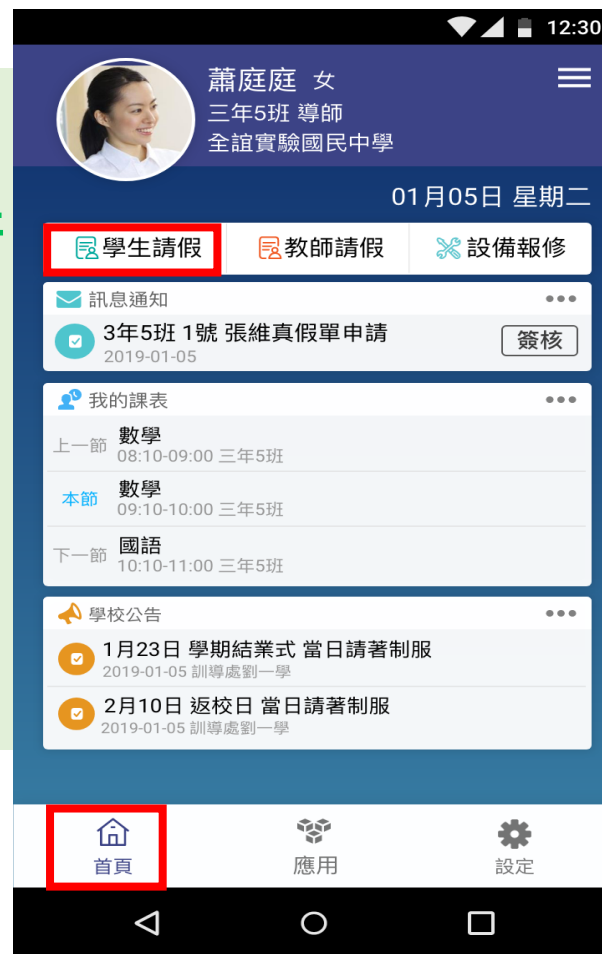 12:30
蕭庭庭 女
三年5班 導師
全誼實驗國民中學
01月05日 星期二
學生請假 教師請假 設備報修
訊息通知
3年5班 1號 張維真假單申請 簽核
2019-01-05
我的課表
上一節 數學
08:10-09:00 三年5班
本節 數學
09:10-10:00 三年5班
下一節 國語
10:10-11:00 三年5班
學校公告
1月23日 學期結業式 當日請著制服
2019-01-05 訓導處劉一學
2月10日 返校日 當日請著制服
2019-01-05 訓導處劉一學
首頁 應用 設定